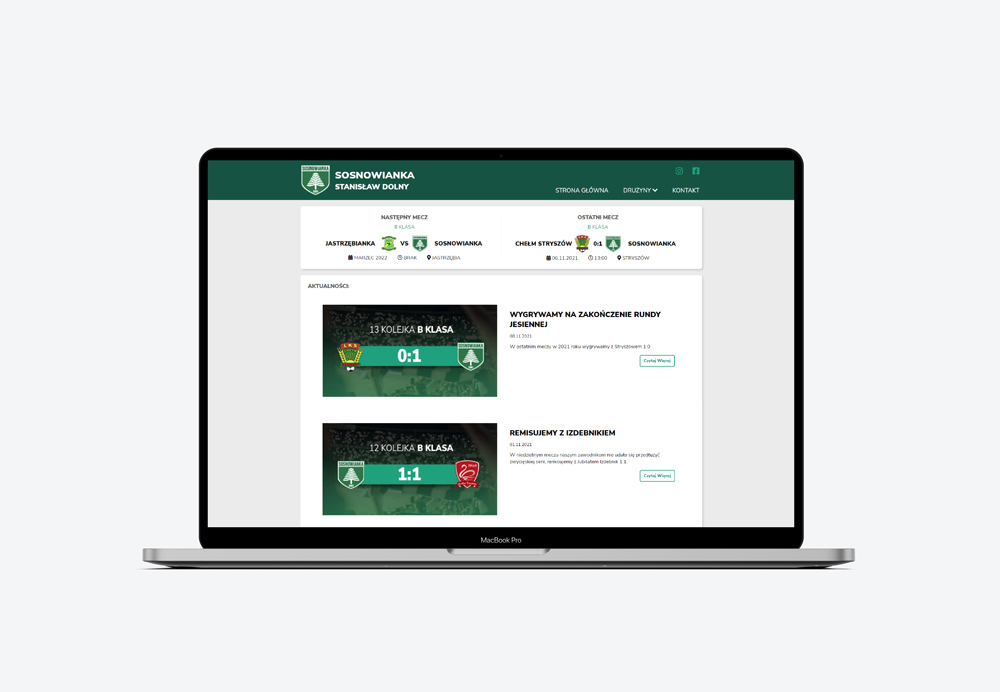 SOSNOWIANKA
SOSNOWIANKA
STANISŁAW DOLNY
STRONA GŁÓWNA DRUŻYNY KONTAKT
NASTĘPNY MECZ
B KLASA
JASTRZĘBIANKA VS SOSNOWIANKA
MARZEC 2022 BRAK JASTRZĘBIA
OSTATNI MECZ
B KLASA
CHEŁM STRYSZÓW 0:1 SOSNOWIANKA
06.11.2021 13:00 STRYSZÓW
AKTUALNOŚCI:
13 KOLEJKA B KLASA
L K S
0:1
SOSNOWIANKA
WYGRYWAMY NA ZAKOŃCZENIE RUNDY
JESIENNEJ
08.11.2021
W ostatnim meczu w 2021 roku wygrywamy z Stryszowem 1:0
Czytaj Więcej
12 KOLEJKA B KLASA
SOSNOWIANKA
1:1
REMISUJEMY Z IZDEBNIKIEM
01.11.2021
W niedzielnym meczu naszym zawodnikom nie udało się przedłużyć
zwycięskiej serii, remisujemy z Jubilatem Izdebnik 1:1.
Czytaj Więcej
MacBook Pro